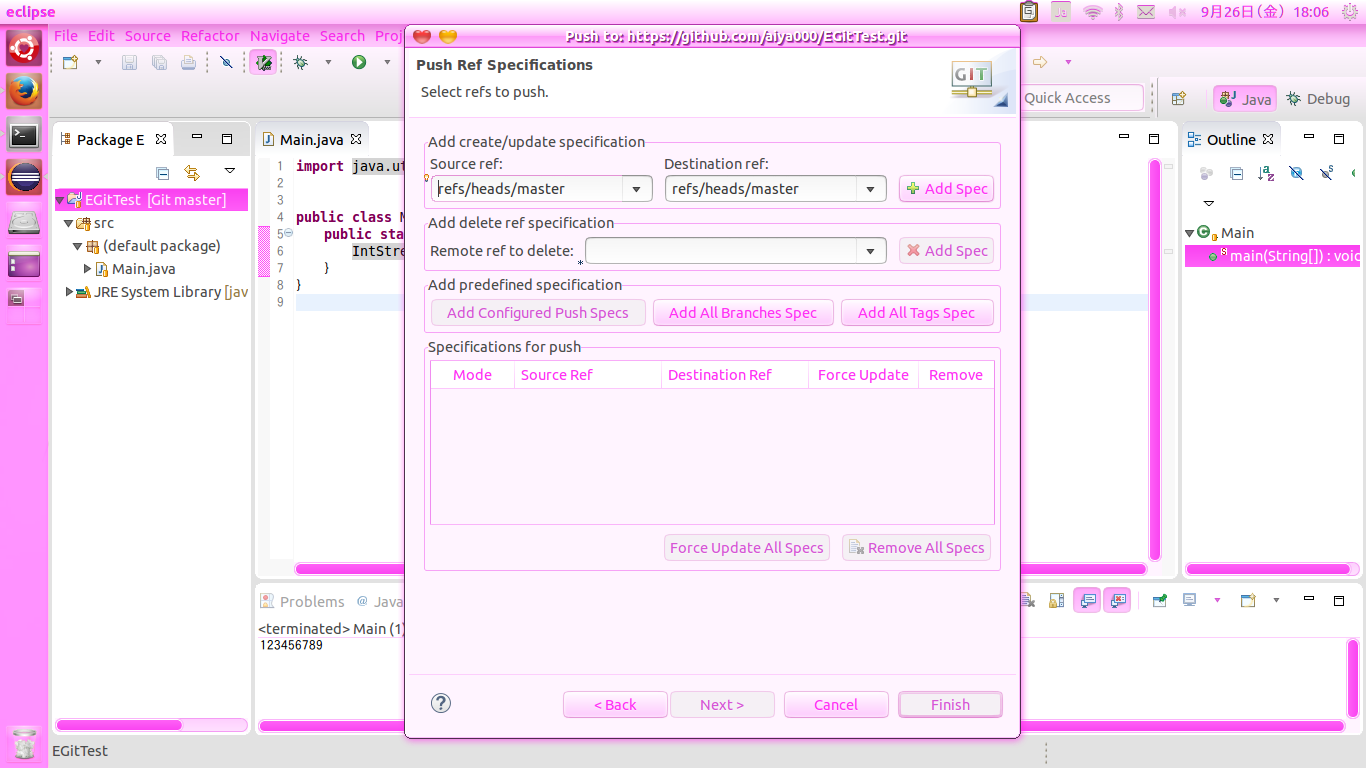 eclipse
Ja
9月26日(金) 18:06
File Edit Source Refactor Navigate Search Proj
Push to: https://github.com/aiya000/EGitTest.git
Push Ref Specifications
Select refs to push.
GIT
Quick Access
Java
Debug
Package E
Main.java
Outline
EGitTest [Git master]
src
(default package)
Main.java
JRE System Library [jav
1 import java.ut
2
3
4 public class M
5 public sta
6 IntStre
7 }
8 }
9
Add create/update specification
Source ref:
Destination ref:
refs/heads/master
refs/heads/master
Add Spec
Add delete ref specification
Remote ref to delete:
Add Spec
Add predefined specification
Add Configured Push Specs
Add All Branches Spec
Add All Tags Spec
Specifications for push
Mode
Source Ref
Destination Ref
Force Update
Remove
Force Update All Specs
Remove All Specs
Main
main(String[]) : void
Problems
@ Java
<terminated> Main (1)
123456789
< Back
Next >
Cancel
Finish
EGitTest